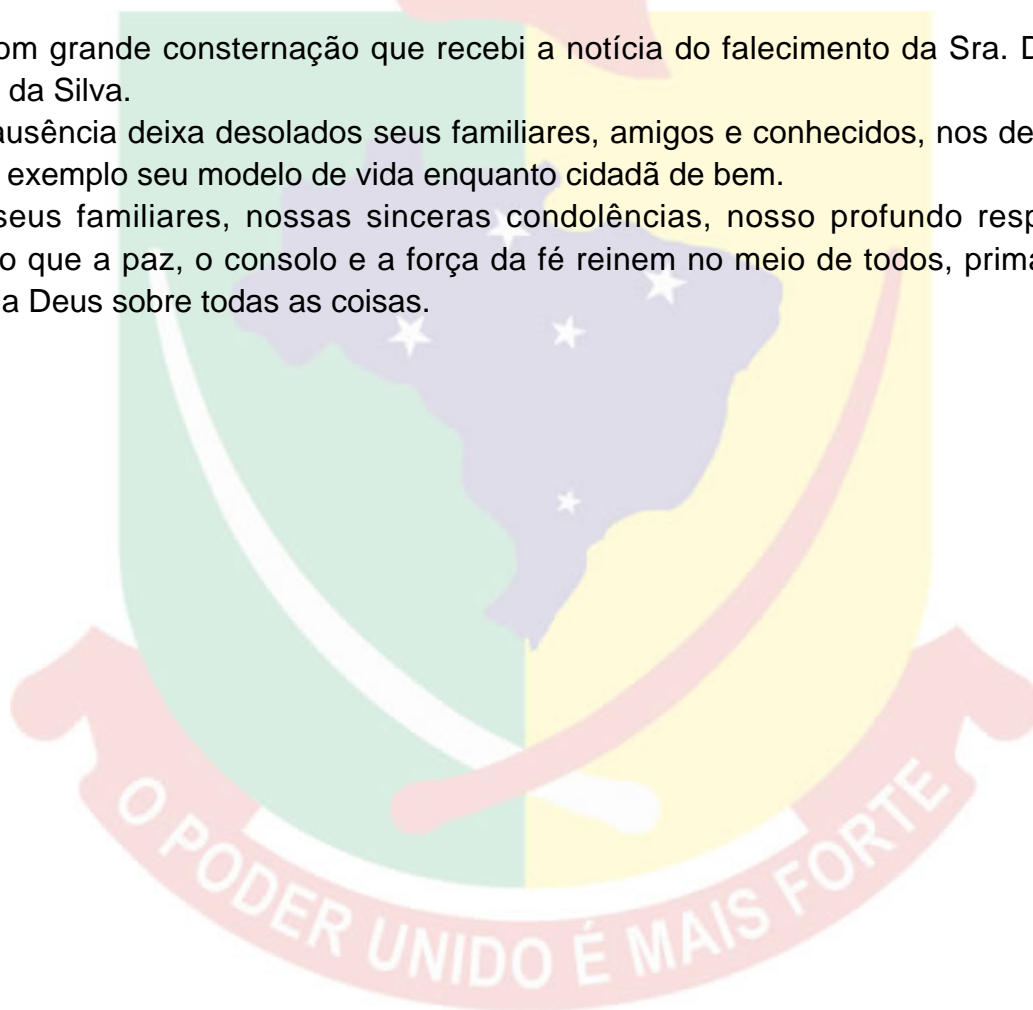 om grande consternação que recebi a notícia do falecimento da Sra. D
da Silva.
ausência deixa desolados seus familiares, amigos e conhecidos, nos de
exemplo seu modelo de vida enquanto cidadã de bem.
seus familiares, nossas sinceras condolências, nosso profundo resp
o que a paz, o consolo e a força da fé reinem no meio de todos, prima
a Deus sobre todas as coisas.
O PODER UNIDO É MAIS FORTE